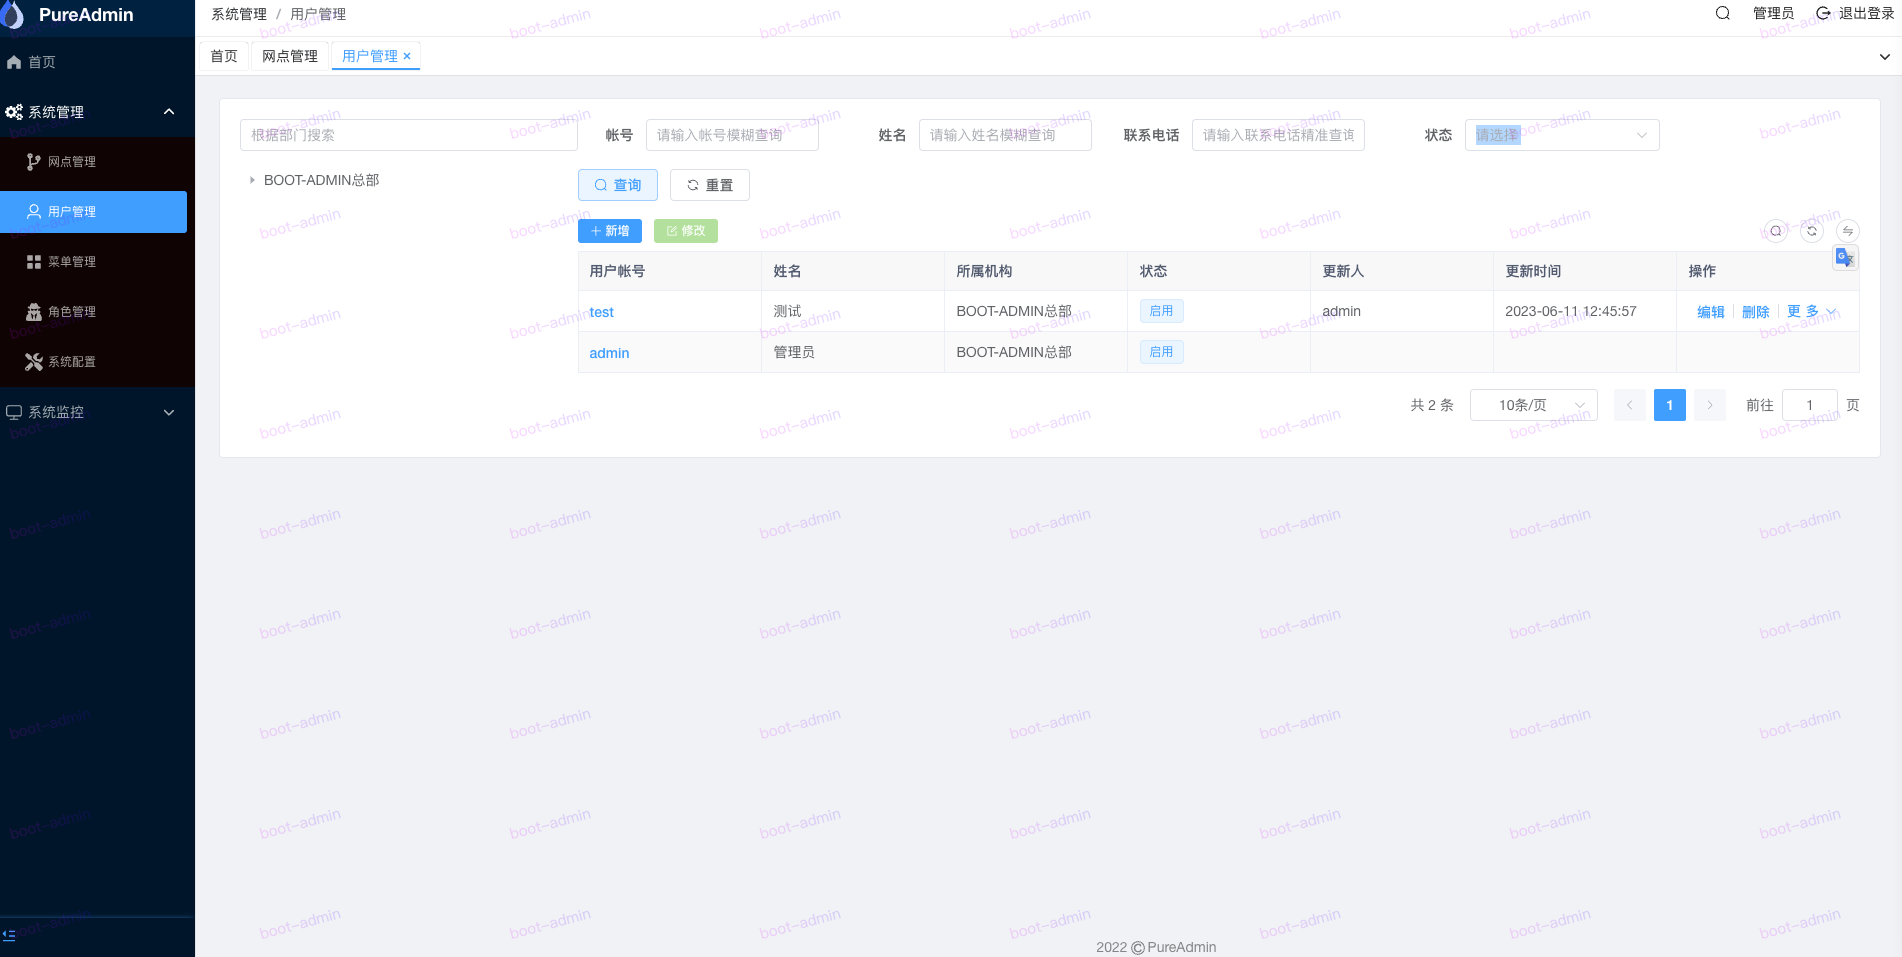 PureAdmin
系统管理 / 用户管理
管理员
退出登录
首页
网点管理
用户管理 ×
首页
系统管理
网点管理
用户管理
菜单管理
角色管理
系统配置
系统监控
根据部门搜索
帐号 请输入帐号模糊查询
姓名 请输入姓名模糊查询
联系电话 请输入联系电话精准查询
状态 请选择
BOOT-ADMIN总部
查询
重置
新增
修改
用户帐号 姓名 所属机构 状态 更新人 更新时间 操作
test 测试 BOOT-ADMIN总部 启用 admin 2023-06-11 12:45:57 编辑 删除 更多
admin 管理员 BOOT-ADMIN总部 启用
共 2 条 10条/页 1 前往 1 页
boot-admin
2022 © PureAdmin